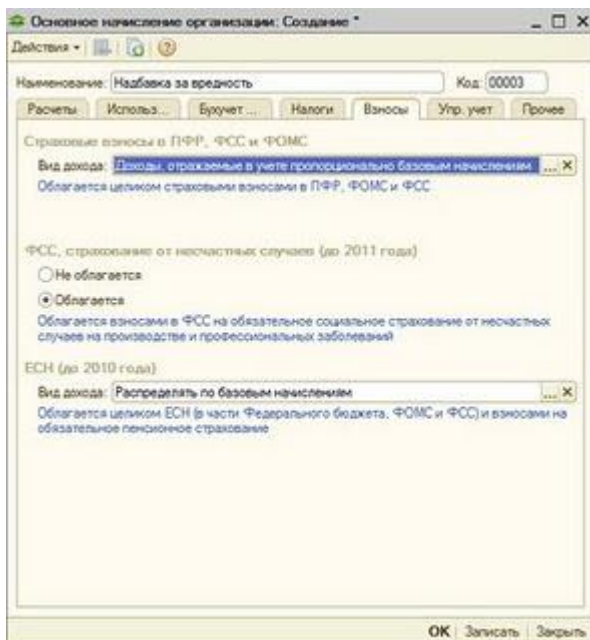 Основное начисление организации: Создание *
Действия
Наименование: Надбавка за вредность Код: 00003
Расчеты Использ... Бухучет ... Налоги Взносы Упр. учет Прочее
Страховые взносы в ПФР, ФСС и ФОМС
Вид дохода: Доходы, отражаемые в учете пропорционально базовым начислениям ... ×
Облагается целиком страховыми взносами в ПФР, ФОМС и ФСС
ФСС, страхование от несчастных случаев (до 2011 года)
Не облагается
Облагается
Облагается взносами в ФСС на обязательное социальное страхование от несчастных
случаев на производстве и профессиональных заболеваний
ЕСН (до 2010 года)
Вид дохода: Распределять по базовым начислениям ... ×
Облагается целиком ЕСН (в части Федерального бюджета, ФОМС и ФСС) и взносами на
обязательное пенсионное страхование
OK Записать Закрыть